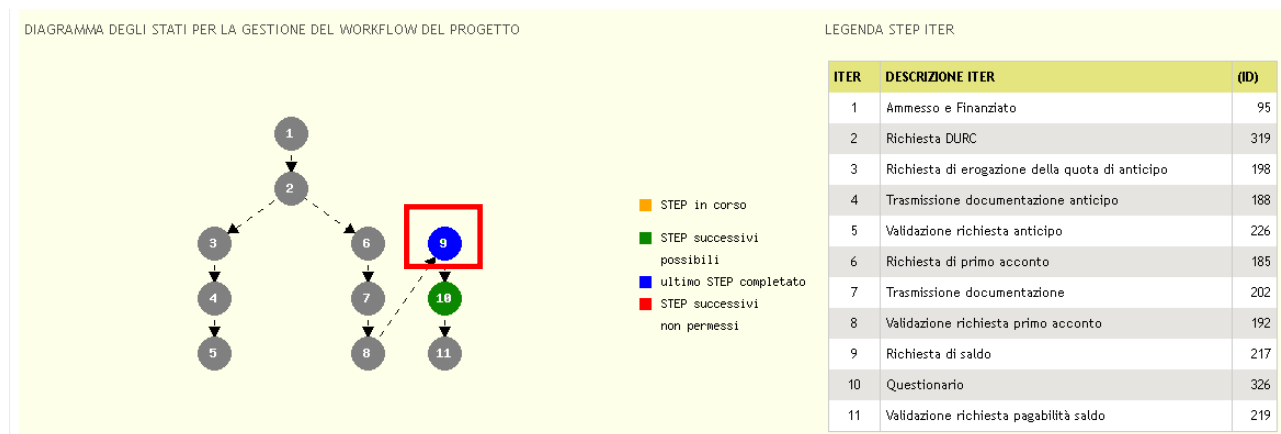 DIAGRAMMA DEGLI STATI PER LA GESTIONE DEL WORKFLOW DEL PROGETTO
1
2
3
6
9
4
7
10
5
8
11
STEP in corso
STEP successivi
possibili
ultimo STEP completato
STEP successivi
non permessi
LEGENDA STEP ITER
ITER DESCRIZIONE ITER (ID)
1 Ammesso e Finanziato 95
2 Richiesta DURC 319
3 Richiesta di erogazione della quota di anticipo 198
4 Trasmissione documentazione anticipo 188
5 Validazione richiesta anticipo 226
6 Richiesta di primo acconto 185
7 Trasmissione documentazione 202
8 Validazione richiesta primo acconto 192
9 Richiesta di saldo 217
10 Questionario 326
11 Validazione richiesta pagabilità saldo 219